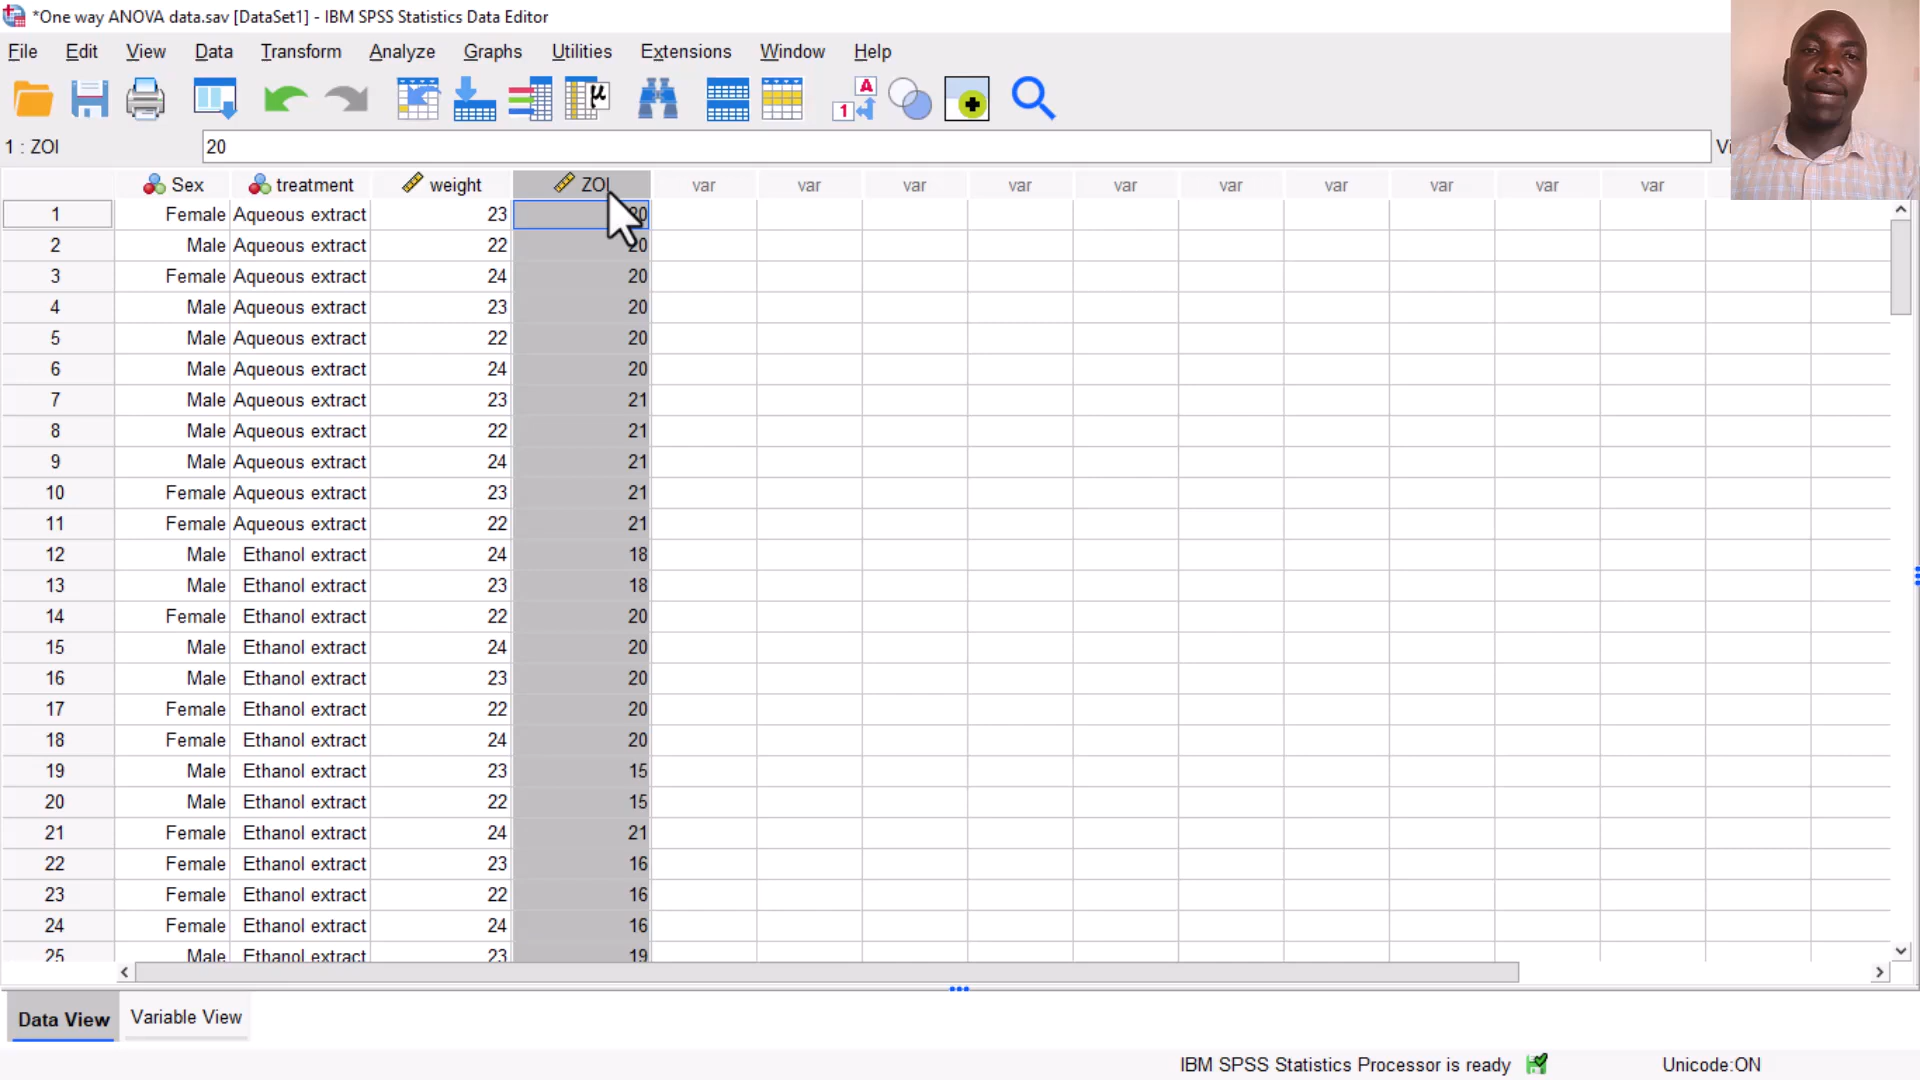 *One way ANOVA data.sav [DataSet1] - IBM SPSS Statistics Data Editor
File Edit View Data Transform Analyze Graphs Utilities Extensions Window Help
1 : ZOI 20
Sex treatment weight ZOI var var var var var var var var var var
1 Female Aqueous extract 23
2 Male Aqueous extract 22 20
3 Female Aqueous extract 24 20
4 Male Aqueous extract 23 20
5 Male Aqueous extract 22 20
6 Male Aqueous extract 24 20
7 Male Aqueous extract 23 21
8 Male Aqueous extract 22 21
9 Male Aqueous extract 24 21
10 Female Aqueous extract 23 21
11 Female Aqueous extract 22 21
12 Male Ethanol extract 24 18
13 Male Ethanol extract 23 18
14 Female Ethanol extract 22 20
15 Male Ethanol extract 24 20
16 Male Ethanol extract 23 20
17 Female Ethanol extract 22 20
18 Female Ethanol extract 24 20
19 Male Ethanol extract 23 15
20 Male Ethanol extract 22 15
21 Female Ethanol extract 24 21
22 Female Ethanol extract 23 16
23 Female Ethanol extract 22 16
24 Female Ethanol extract 24 16
25 Male Ethanol extract 23 19
Data View Variable View
IBM SPSS Statistics Processor is ready Unicode:ON